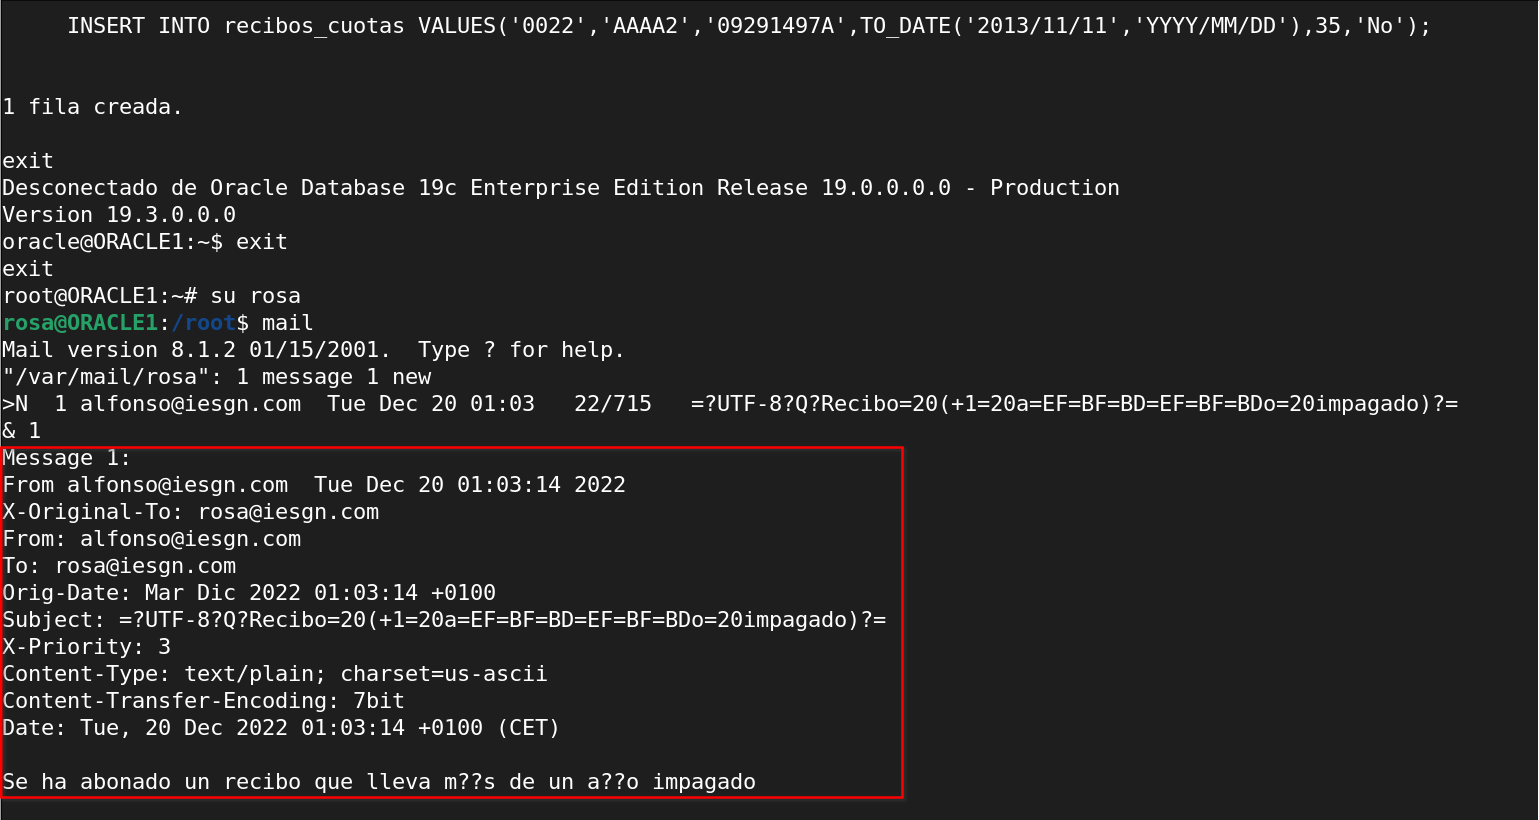 INSERT INTO recibos_cuotas VALUES('0022','AAAA2','09291497A',TO_DATE('2013/11/11','YYYY/MM/DD'),35,'No');
1 fila creada.
exit
Desconectado de Oracle Database 19c Enterprise Edition Release 19.0.0.0.0 - Production
Version 19.3.0.0.0
oracle@ORACLE1:~$ exit
exit
root@ORACLE1:~# su rosa
rosa@ORACLE1:/root$ mail
Mail version 8.1.2 01/15/2001.  Type ? for help.
"/var/mail/rosa": 1 message 1 new
>N  1 alfonso@iesgn.com  Tue Dec 20 01:03   22/715   =?UTF-8?Q?Recibo=20(+1=20a=EF=BF=BD=EF=BF=BDo=20impagado)?=
& 1
Message 1:
From alfonso@iesgn.com  Tue Dec 20 01:03:14 2022
X-Original-To: rosa@iesgn.com
From: alfonso@iesgn.com
To: rosa@iesgn.com
Orig-Date: Mar Dic 2022 01:03:14 +0100
Subject: =?UTF-8?Q?Recibo=20(+1=20a=EF=BF=BD=EF=BF=BDo=20impagado)?=
X-Priority: 3
Content-Type: text/plain; charset=us-ascii
Content-Transfer-Encoding: 7bit
Date: Tue, 20 Dec 2022 01:03:14 +0100 (CET)
Se ha abonado un recibo que lleva m??s de un a??o impagado